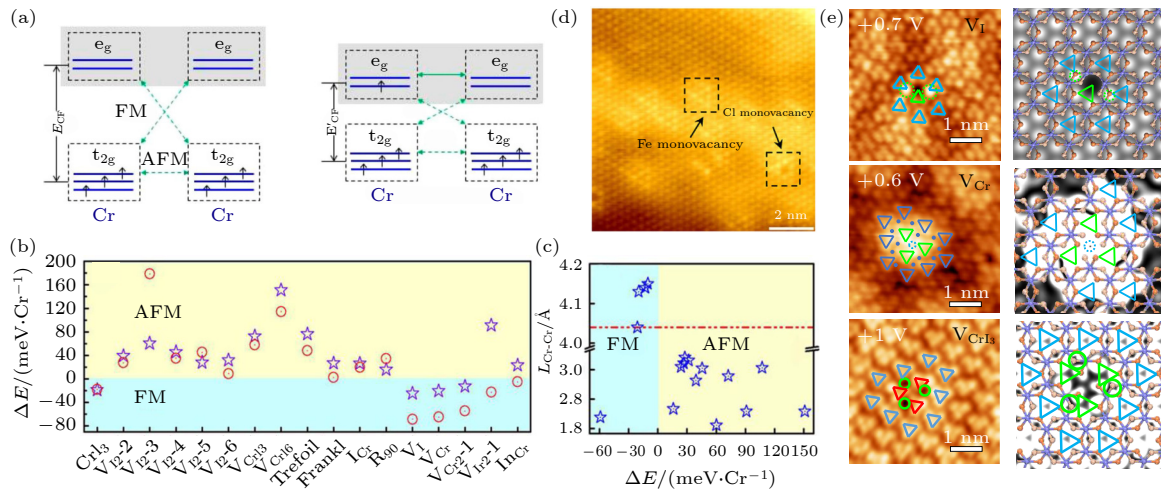 (a)
e_g
e_g
E_CF
FM
t_2g
AFM
t_2g
Cr
Cr
e_g
e_g
E'_CF
t_2g
t_2g
Cr
Cr
(b)
ΔE/(meV·Cr⁻¹)
200
160
120
80
40
0
−40
−80
AFM
FM
CrI₃
V_I2-2
V_I2-3
V_I2-4
V_I2-5
V_I2-6
V_CrI3
V_CrI6
Trefoil
Frankl
I_Cr
R_90
V_I
V_Cr
V_Cr2-1
V_Ir2-1
In_Cr
(d)
Cl monovacancy
Fe monovacancy
2 nm
(c)
L_Cr-Cr/Å
4.2
4.1
4.0
3.0
2.8
1.8
FM
AFM
−60 −30 0 30 60 90 120 150
ΔE/(meV·Cr⁻¹)
(e)
+0.7 V
V_I
1 nm
+0.6 V
V_Cr
1 nm
+1 V
V_CrI₃
1 nm